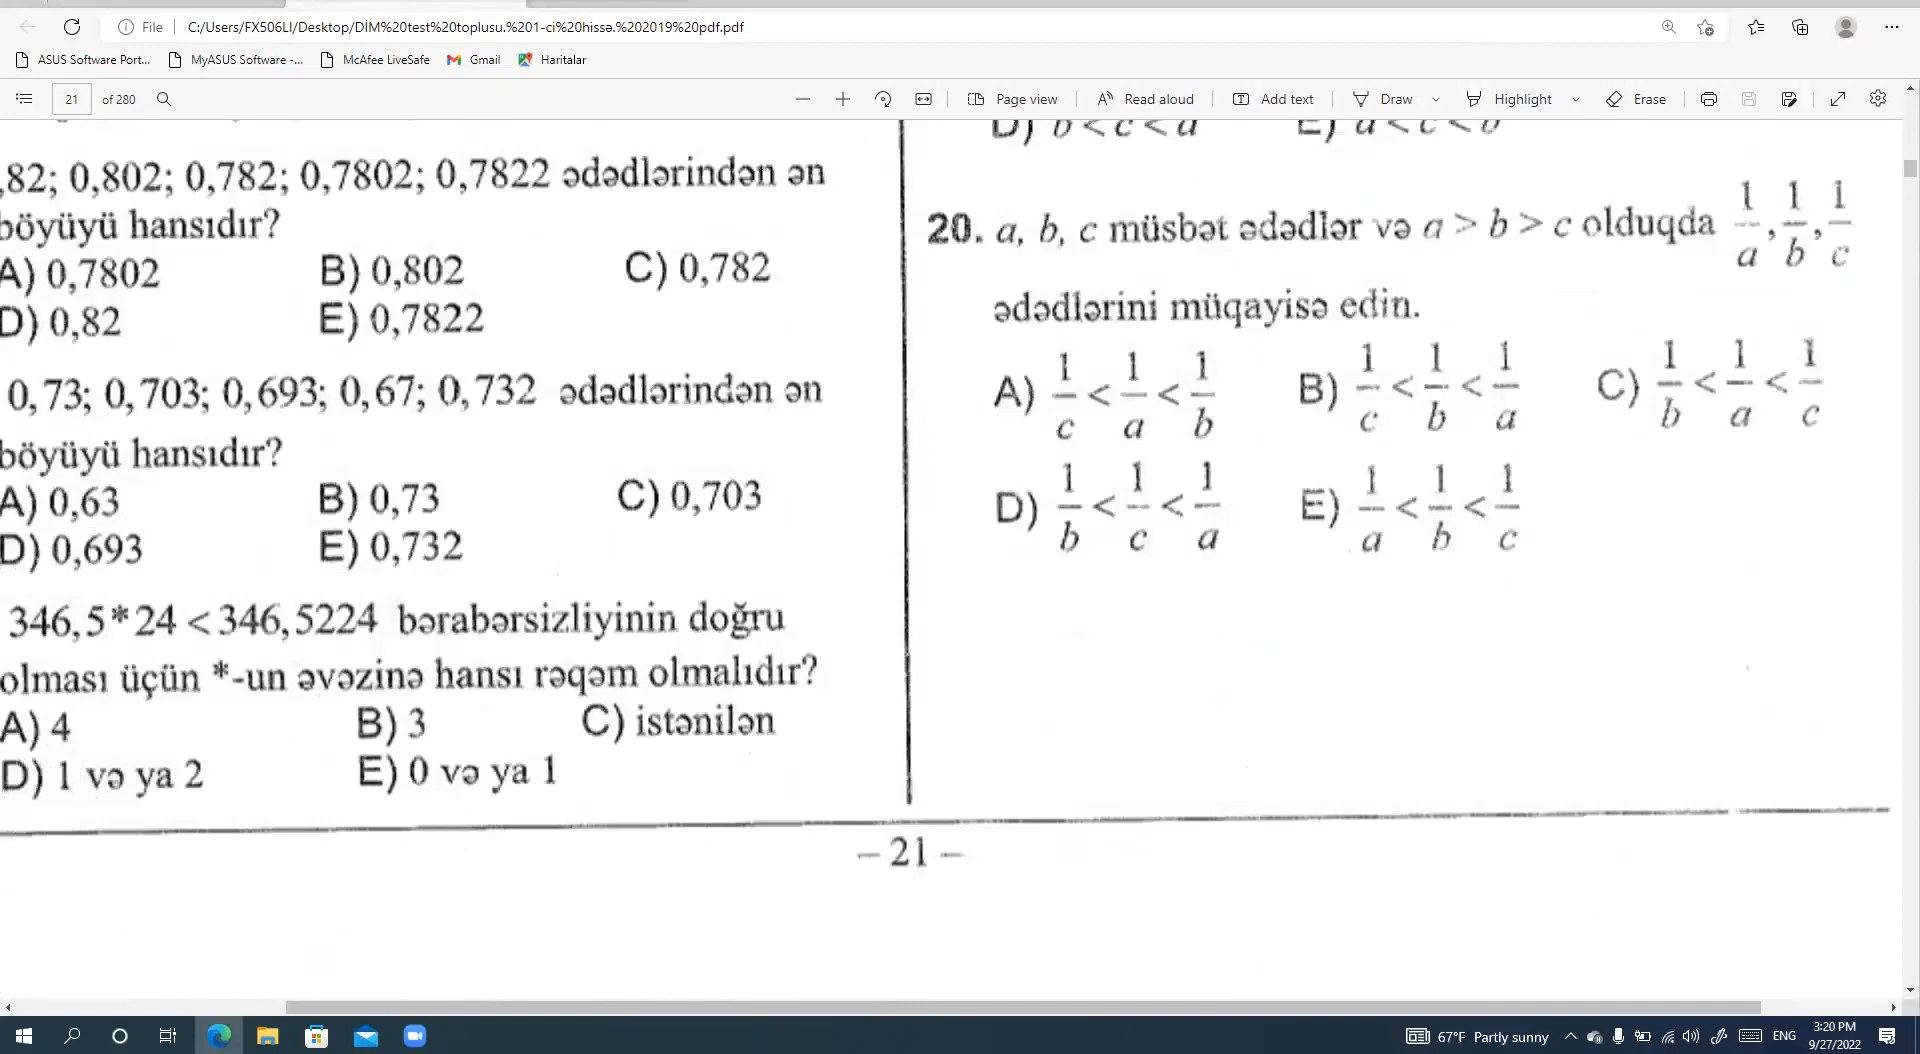 File
C:/Users/FX506LI/Desktop/DİM%20test%20toplusu.%201-ci%20hissə.%202019%20pdf.pdf
ASUS Software Port...
MyASUS Software -...
McAfee LiveSafe
Gmail
Haritalar
21 of 280
Page view
Read aloud
Add text
Draw
Highlight
Erase
,82; 0,802; 0,782; 0,7802; 0,7822 ədədlərindən ən
böyüyü hansıdır?
A) 0,7802 B) 0,802 C) 0,782
D) 0,82 E) 0,7822
0,73; 0,703; 0,693; 0,67; 0,732 ədədlərindən ən
böyüyü hansıdır?
A) 0,63 B) 0,73 C) 0,703
D) 0,693 E) 0,732
346,5*24 < 346,5224 bərabərsizliyinin doğru
olması üçün *-un əvəzinə hansı rəqəm olmalıdır?
A) 4 B) 3 C) istənilən
D) 1 və ya 2 E) 0 və ya 1
D) b < c < a E) a < c < b
20. a, b, c müsbət ədədlər və a > b > c olduqda 1/a, 1/b, 1/c
ədədlərini müqayisə edin.
A) 1/c < 1/a < 1/b B) 1/c < 1/b < 1/a C) 1/b < 1/a < 1/c
D) 1/b < 1/c < 1/a E) 1/a < 1/b < 1/c
– 21 –
67°F Partly sunny
ENG
3:20 PM
9/27/2022